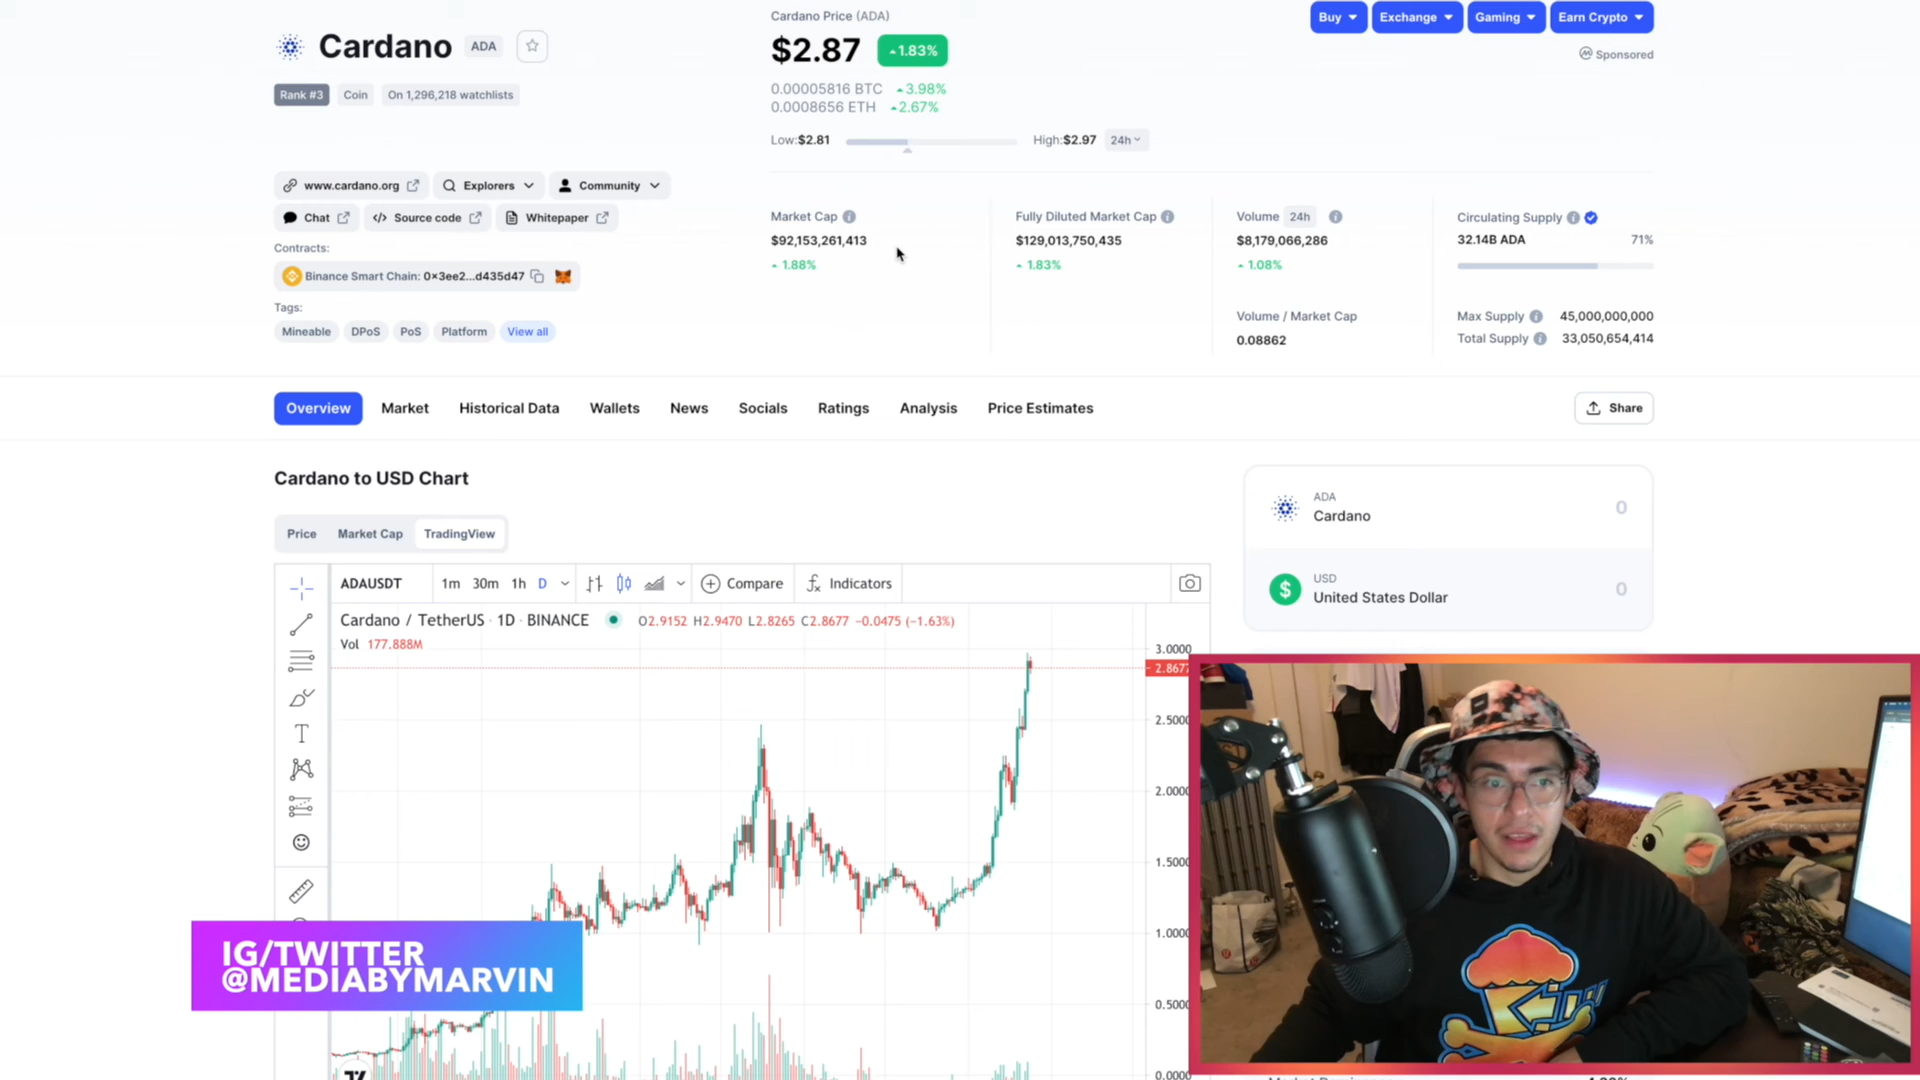 Cardano ADA
Rank #3 Coin On 1,296,218 watchlists
www.cardano.org Explorers Community
Chat Source code Whitepaper
Contracts:
Binance Smart Chain: 0x3ee2...d435d47
Tags:
Mineable DPoS PoS Platform View all
Cardano Price (ADA)
$2.87 1.83%
0.00005816 BTC 3.98%
0.0008656 ETH 2.67%
Low:$2.81 High:$2.97 24h
Buy Exchange Gaming Earn Crypto
Sponsored
Market Cap
$92,153,261,413
1.88%
Fully Diluted Market Cap
$129,013,750,435
1.83%
Volume 24h
$8,179,066,286
1.08%
Volume / Market Cap
0.08862
Circulating Supply
32.14B ADA 71%
Max Supply 45,000,000,000
Total Supply 33,050,654,414
Overview Market Historical Data Wallets News Socials Ratings Analysis Price Estimates Share
Cardano to USD Chart
Price Market Cap TradingView
ADAUSDT 1m 30m 1h D Compare Indicators
Cardano / TetherUS · 1D · BINANCE O2.9152 H2.9470 L2.8265 C2.8677 -0.0475 (-1.63%)
Vol 177.888M
3.0000
2.8677
2.5000
2.0000
1.5000
1.0000
0.5000
0.0000
ADA
Cardano 0
USD
United States Dollar 0
IG/TWITTER
@MEDIABYMARVIN